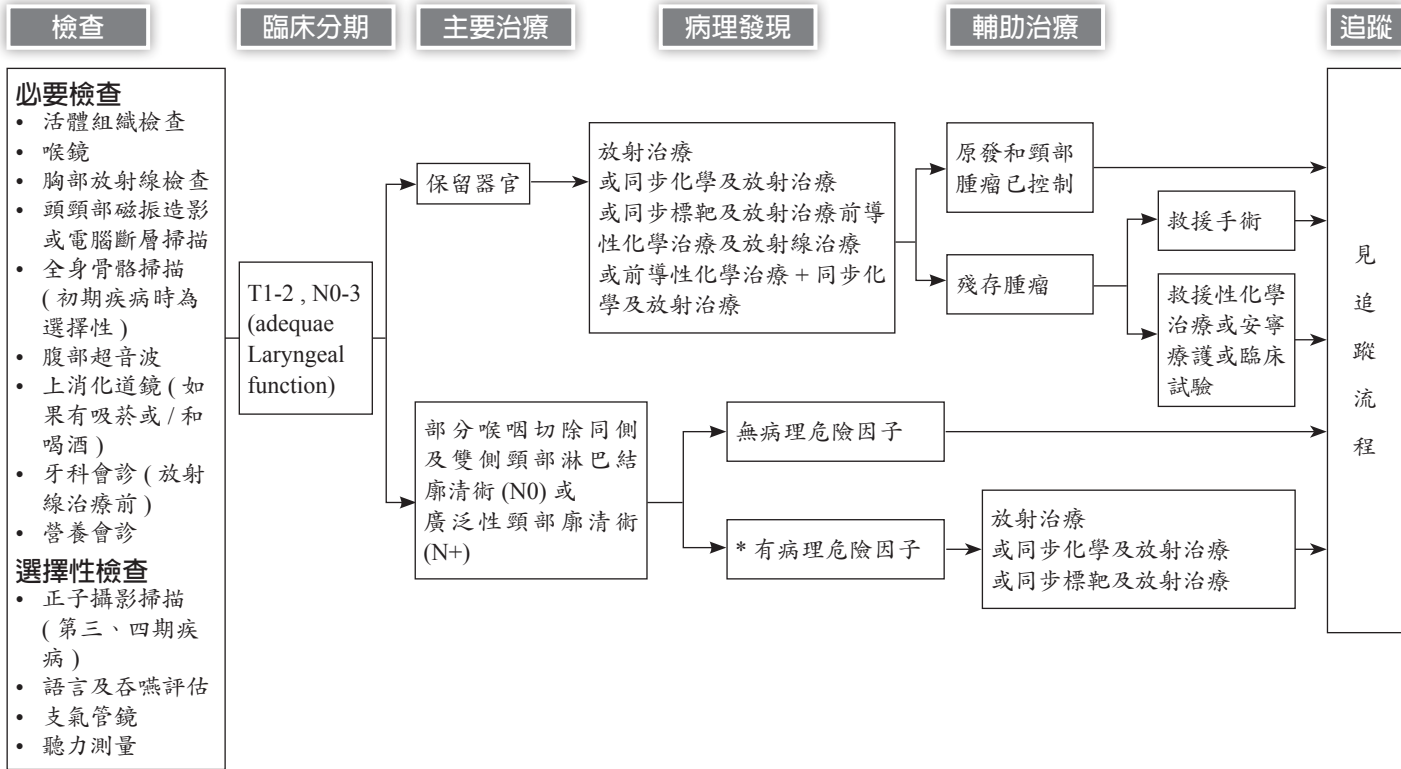 檢查
臨床分期
主要治療
病理發現
輔助治療
追蹤
必要檢查
• 活體組織檢查
• 喉鏡
• 胸部放射線檢查
• 頭頸部磁振造影
或電腦斷層掃描
• 全身骨骼掃描
( 初期疾病時為
選擇性 )
• 腹部超音波
• 上消化道鏡 ( 如
果有吸菸或 / 和
喝酒 )
• 牙科會診 ( 放射
線治療前 )
• 營養會診
選擇性檢查
• 正子攝影掃描
( 第三、四期疾
病 )
• 語言及吞嚥評估
• 支氣管鏡
• 聽力測量
T1-2 , N0-3
(adequae
Laryngeal
function)
保留器官
放射治療
或同步化學及放射治療
或同步標靶及放射治療前導
性化學治療及放射線治療
或前導性化學治療 + 同步化
學及放射治療
原發和頸部
腫瘤已控制
殘存腫瘤
救援手術
救援性化學
治療或安寧
療護或臨床
試驗
部分喉咽切除同側
及雙側頸部淋巴結
廓清術 (N0) 或
廣泛性頸部廓清術
(N+)
無病理危險因子
* 有病理危險因子
放射治療
或同步化學及放射治療
或同步標靶及放射治療
見
追
蹤
流
程